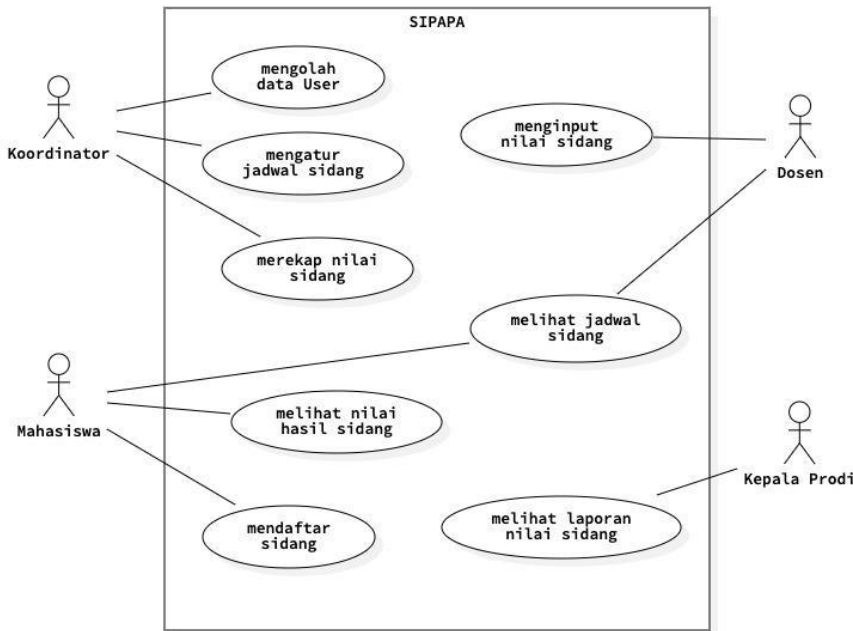 SIPAPA
mengolah
data User
Koordinator
mengatur
jadwal sidang
menginput
nilai sidang
Dosen
merekap nilai
sidang
melihat jadwal
sidang
Mahasiswa
melihat nilai
hasil sidang
Kepala Prodi
mendaftar
sidang
melihat laporan
nilai sidang